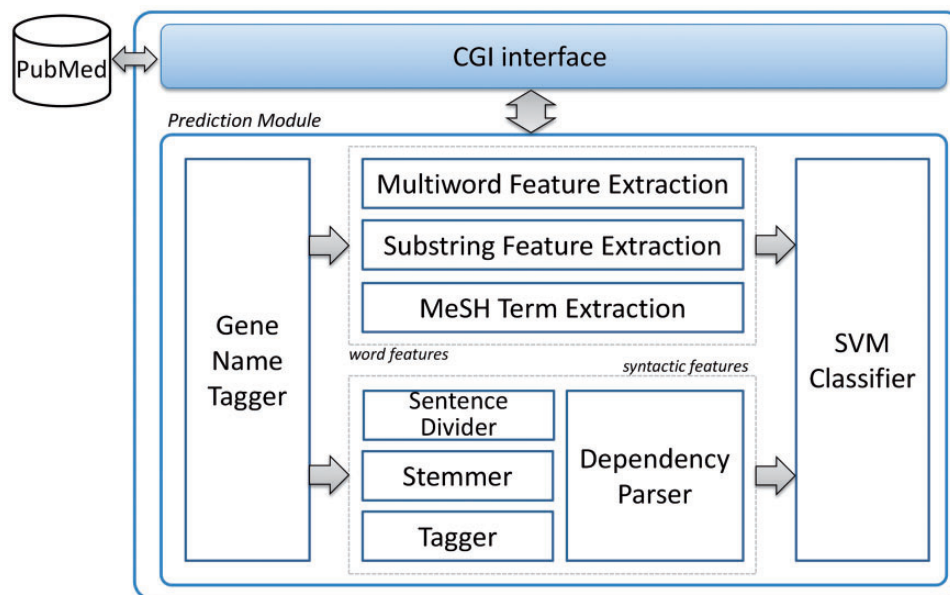 PubMed
CGI interface
Prediction Module
Gene
Name
Tagger
Multiword Feature Extraction
Substring Feature Extraction
MeSH Term Extraction
word features
syntactic features
Sentence
Divider
Stemmer
Tagger
Dependency
Parser
SVM
Classifier